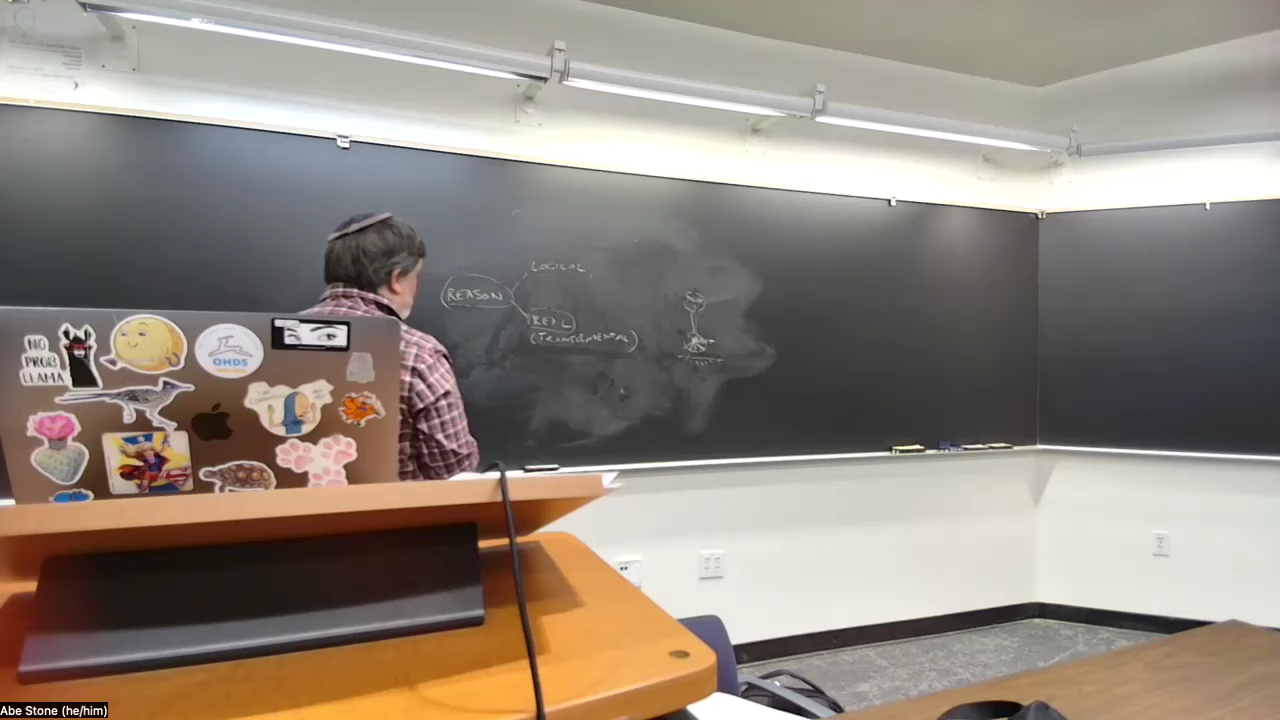 LOGICAL
REASON
REAL
(TRANSCENDENTAL)
NO
PROB
LLAMA
OHDS
Abe Stone (he/him)